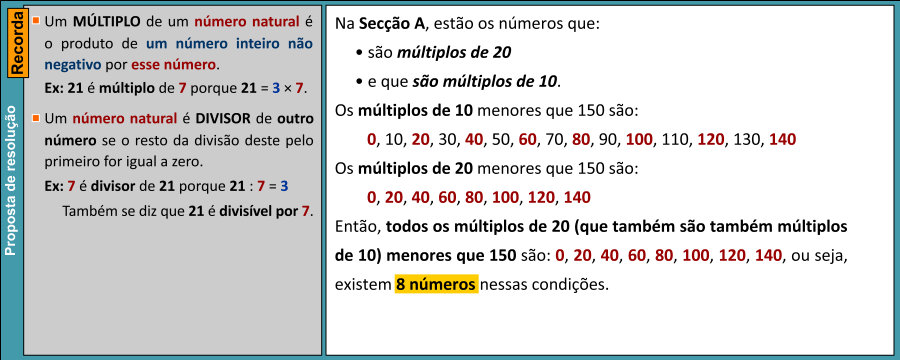 Recorda
Proposta de resolução
Um MÚLTIPLO de um número natural é
o produto de um número inteiro não
negativo por esse número.
Ex: 21 é múltiplo de 7 porque 21 = 3 × 7.
Um número natural é DIVISOR de outro
número se o resto da divisão deste pelo
primeiro for igual a zero.
Ex: 7 é divisor de 21 porque 21 : 7 = 3
Também se diz que 21 é divisível por 7.
Na Secção A, estão os números que:
• são múltiplos de 20
• e que são múltiplos de 10.
Os múltiplos de 10 menores que 150 são:
0, 10, 20, 30, 40, 50, 60, 70, 80, 90, 100, 110, 120, 130, 140
Os múltiplos de 20 menores que 150 são:
0, 20, 40, 60, 80, 100, 120, 140
Então, todos os múltiplos de 20 (que também são também múltiplos
de 10) menores que 150 são: 0, 20, 40, 60, 80, 100, 120, 140, ou seja,
existem 8 números nessas condições.